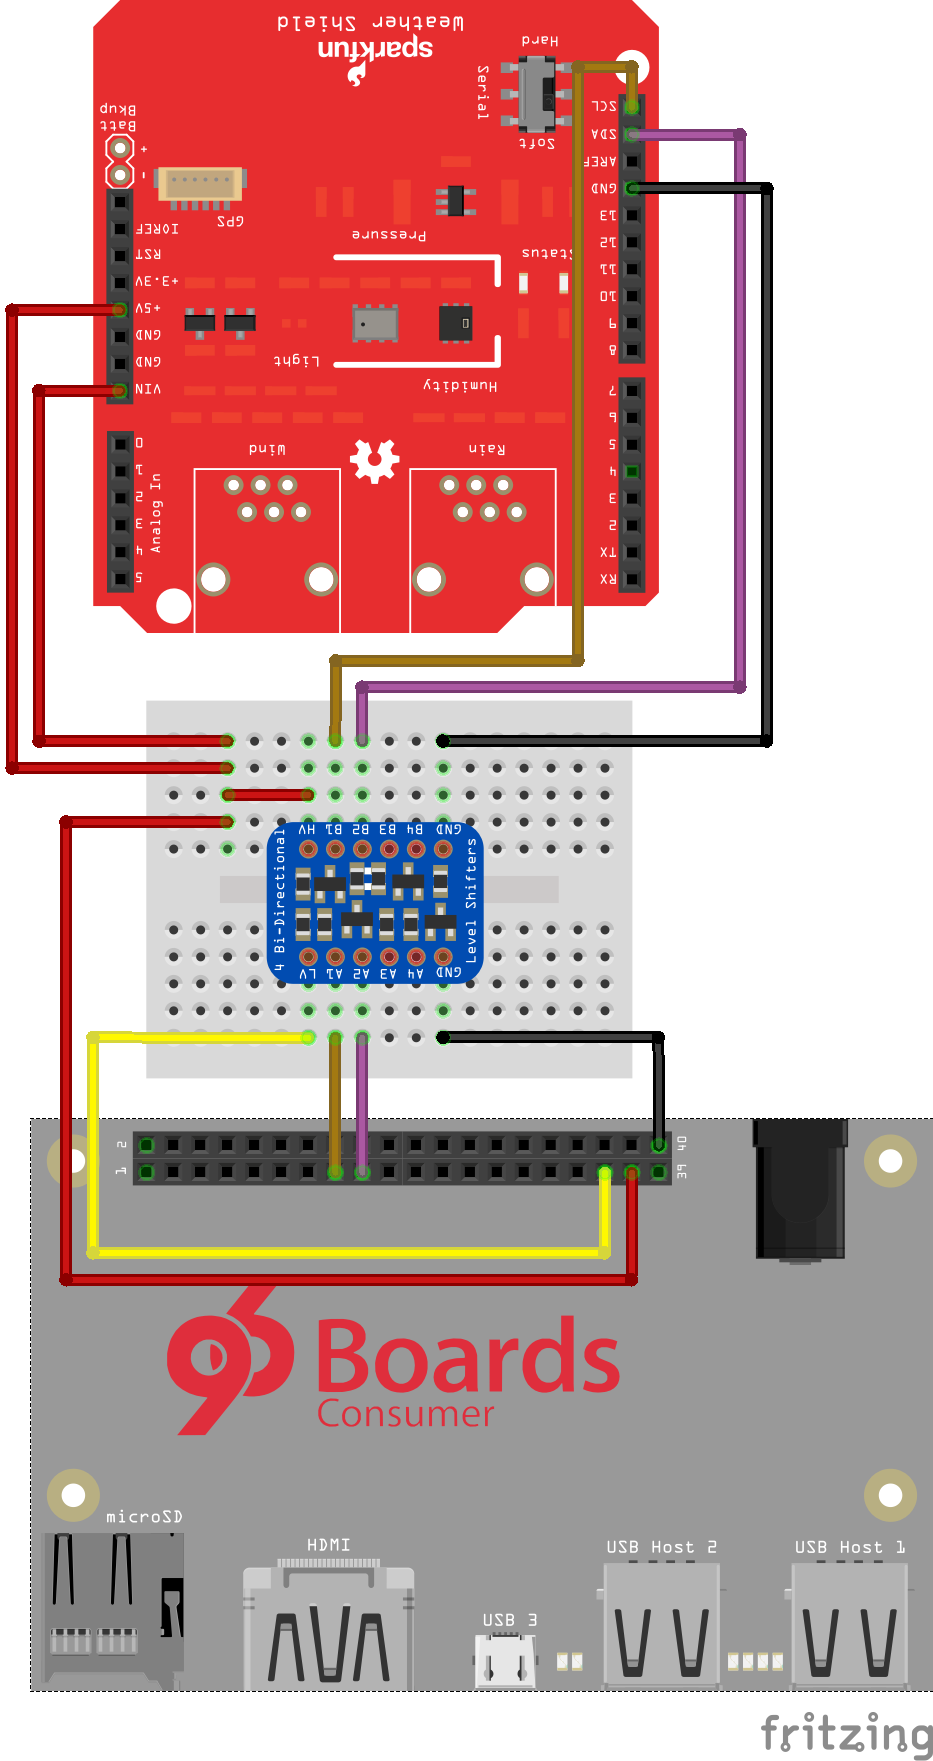 Weather Shield
sparkfun
Hard
Serial
Soft
Bkup
Batt
+
-
GPS
IOREF
RST
+3.3V
+5V
GND
GND
VIN
0
1
2
3
4
5
Analog In
Pressure
Status
Light
Humidity
Wind
Rain
SCL
SDA
AREF
GND
13
12
11
10
9
8
7
6
5
4
3
2
TX
RX
HV B1 B2 B3 B4 GND
4 Bi-Directional
Level Shifters
LV A1 A2 A3 A4 GND
2
1
40
39
96Boards
Consumer
microSD
HDMI
USB 3
USB Host 2
USB Host 1
fritzing